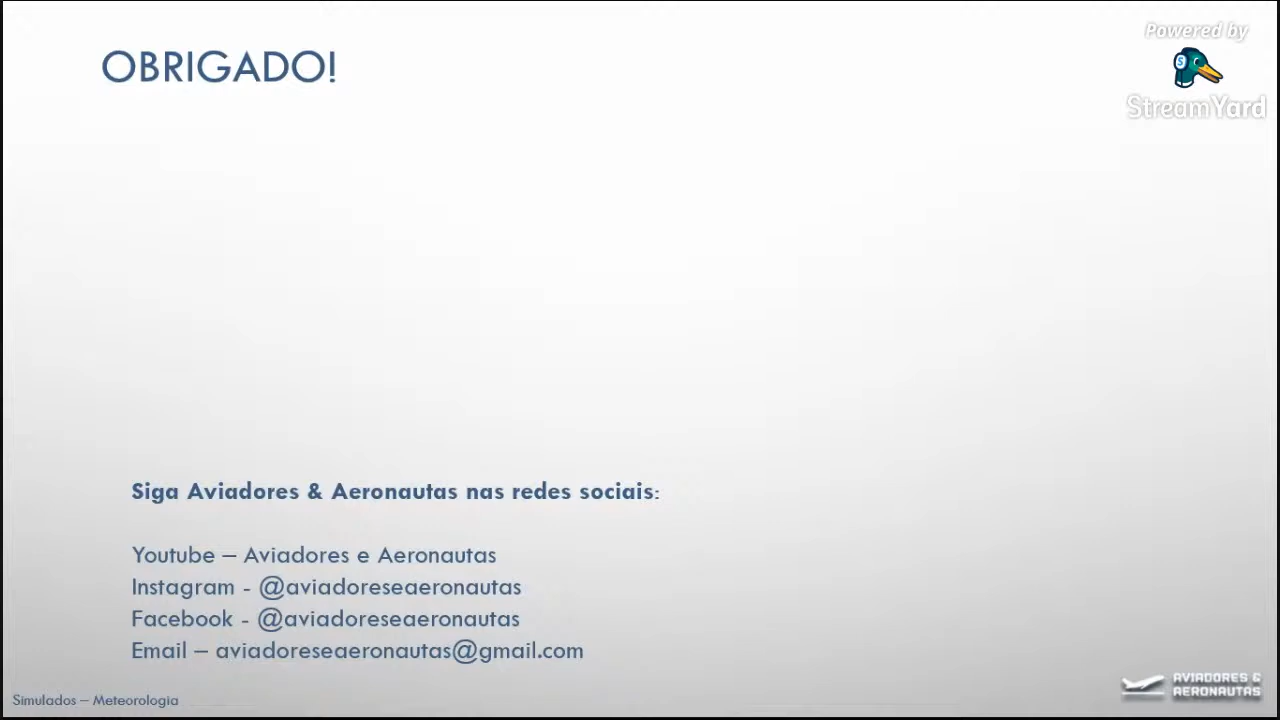 OBRIGADO!
Powered by
StreamYard
Siga Aviadores & Aeronautas nas redes sociais:
Youtube – Aviadores e Aeronautas
Instagram - @aviadoreseaeronautas
Facebook - @aviadoreseaeronautas
Email – aviadoreseaeronautas@gmail.com
Simulados – Meteorologia
AVIADORES &
AERONAUTAS